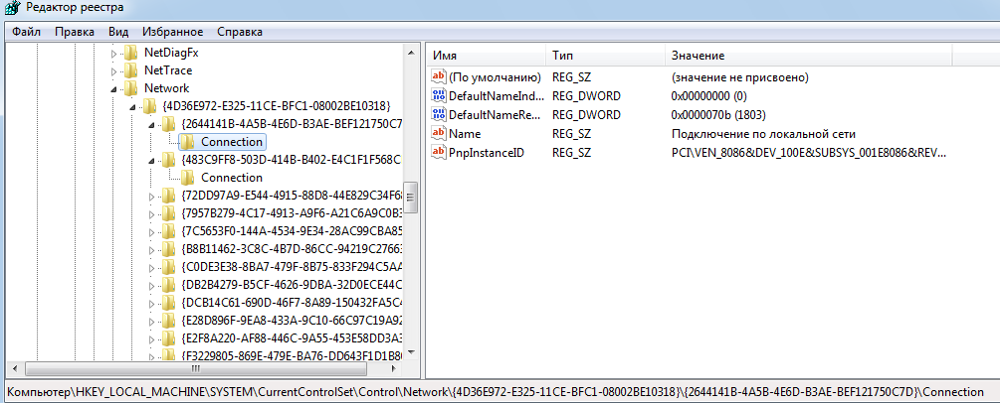 Редактор реестра
Файл Правка Вид Избранное Справка
NetDiagFx
NetTrace
Network
{4D36E972-E325-11CE-BFC1-08002BE10318}
{2644141B-4A5B-4E6D-B3AE-BEF121750C7
Connection
{483C9FF8-503D-414B-B402-E4C1F1F568C
Connection
{72DD97A9-E544-4915-88D8-44E829C34F68
{7957B279-4C17-4913-A9F6-A21C6A9C0B3
{7C5653F0-144A-4534-9E34-28AC99CBA85
{B8B11462-3C8C-4B7D-86CC-94219C27663
{C0DE3E38-8BA7-479F-8B75-833F294C5AA
{DB2B4279-B5CF-4626-9DBA-32D0ECE44C
{DCB14C61-690D-46F7-8A89-150432FA5C4
{E28D896F-9EA8-433A-9C10-66C97C19A92
{E2F8A220-AF88-446C-9A55-453E58DD3A3
{F3229805-869E-479E-BA76-DD643F1D1B8
Имя Тип Значение
(По умолчанию) REG_SZ (значение не присвоено)
DefaultNameInd... REG_DWORD 0x00000000 (0)
DefaultNameRe... REG_DWORD 0x0000070b (1803)
Name REG_SZ Подключение по локальной сети
PnpInstanceID REG_SZ PCI\VEN_8086&DEV_100E&SUBSYS_001E8086&REV...
Компьютер\HKEY_LOCAL_MACHINE\SYSTEM\CurrentControlSet\Control\Network\{4D36E972-E325-11CE-BFC1-08002BE10318}\{2644141B-4A5B-4E6D-B3AE-BEF121750C7D}\Connection